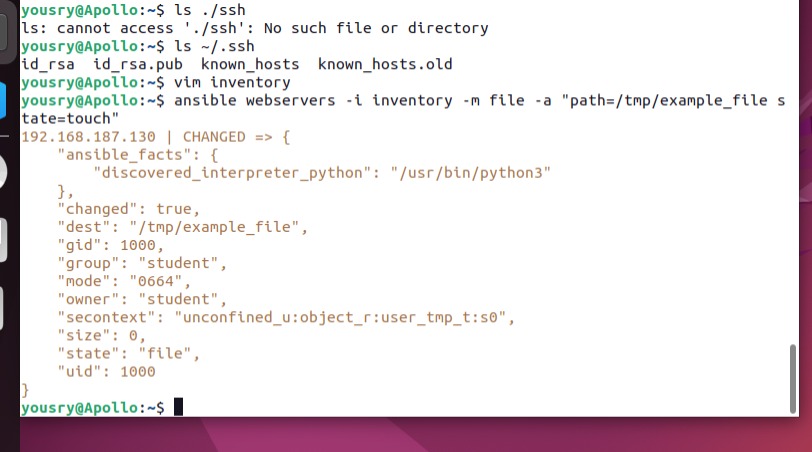 yousry@Apollo:~$ ls ./ssh
ls: cannot access './ssh': No such file or directory
yousry@Apollo:~$ ls ~/.ssh
id_rsa  id_rsa.pub  known_hosts  known_hosts.old
yousry@Apollo:~$ vim inventory
yousry@Apollo:~$ ansible webservers -i inventory -m file -a "path=/tmp/example_file s
tate=touch"
192.168.187.130 | CHANGED => {
    "ansible_facts": {
        "discovered_interpreter_python": "/usr/bin/python3"
    },
    "changed": true,
    "dest": "/tmp/example_file",
    "gid": 1000,
    "group": "student",
    "mode": "0664",
    "owner": "student",
    "secontext": "unconfined_u:object_r:user_tmp_t:s0",
    "size": 0,
    "state": "file",
    "uid": 1000
}
yousry@Apollo:~$